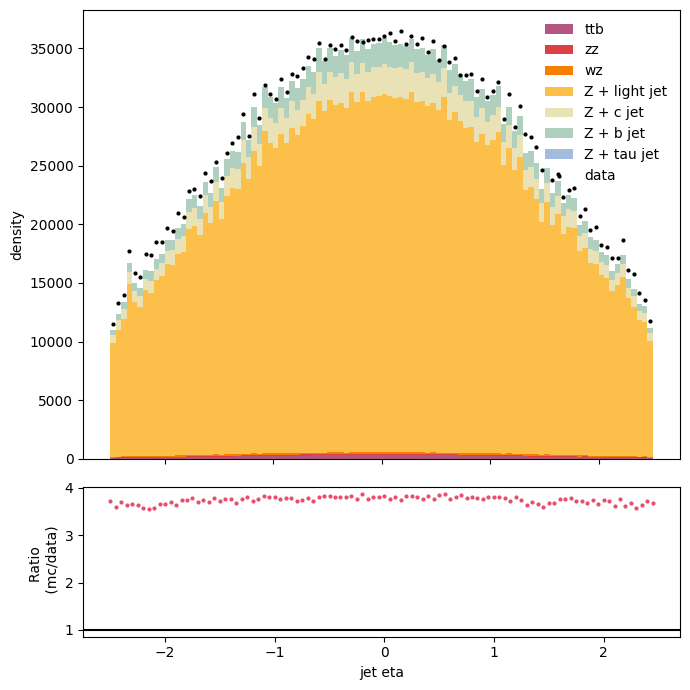 35000
30000
25000
20000
15000
10000
5000
0
density
ttb
zz
wz
Z + light jet
Z + c jet
Z + b jet
Z + tau jet
data
4
3
2
1
Ratio
(mc/data)
−2
−1
0
1
2
jet eta